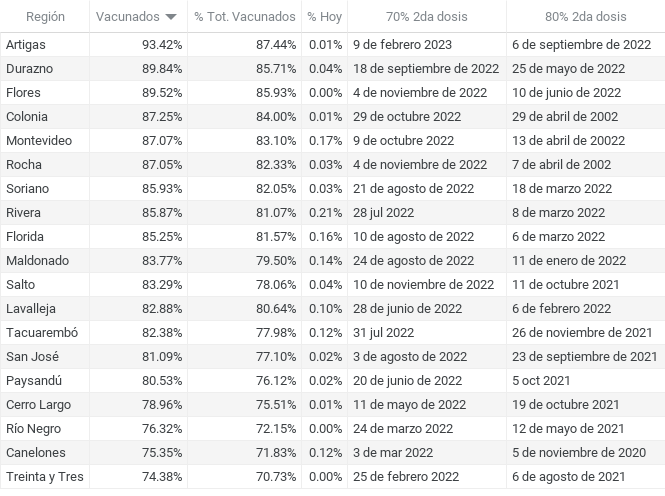 Región Vacunados % Tot. Vacunados % Hoy 70% 2da dosis 80% 2da dosis
Artigas 93.42% 87.44% 0.01% 9 de febrero 2023 6 de septiembre de 2022
Durazno 89.84% 85.71% 0.04% 18 de septiembre de 2022 25 de mayo de 2022
Flores 89.52% 85.93% 0.00% 4 de noviembre de 2022 10 de junio de 2022
Colonia 87.25% 84.00% 0.01% 29 de octubre 2022 29 de abril de 2002
Montevideo 87.07% 83.10% 0.17% 9 de octubre 2022 13 de abril de 20022
Rocha 87.05% 82.33% 0.03% 4 de noviembre de 2022 7 de abril de 2002
Soriano 85.93% 82.05% 0.03% 21 de agosto de 2022 18 de marzo 2022
Rivera 85.87% 81.07% 0.21% 28 jul 2022 8 de marzo 2022
Florida 85.25% 81.57% 0.16% 10 de agosto de 2022 6 de marzo 2022
Maldonado 83.77% 79.50% 0.14% 24 de agosto de 2022 11 de enero de 2022
Salto 83.29% 78.06% 0.04% 10 de noviembre de 2022 11 de octubre 2021
Lavalleja 82.88% 80.64% 0.10% 28 de junio de 2022 6 de febrero 2022
Tacuarembó 82.38% 77.98% 0.12% 31 jul 2022 26 de noviembre de 2021
San José 81.09% 77.10% 0.02% 3 de agosto de 2022 23 de septiembre de 2021
Paysandú 80.53% 76.12% 0.02% 20 de junio de 2022 5 oct 2021
Cerro Largo 78.96% 75.51% 0.01% 11 de mayo de 2022 19 de octubre 2021
Río Negro 76.32% 72.15% 0.00% 24 de marzo 2022 12 de mayo de 2021
Canelones 75.35% 71.83% 0.12% 3 de mar 2022 5 de noviembre de 2020
Treinta y Tres 74.38% 70.73% 0.00% 25 de febrero 2022 6 de agosto de 2021